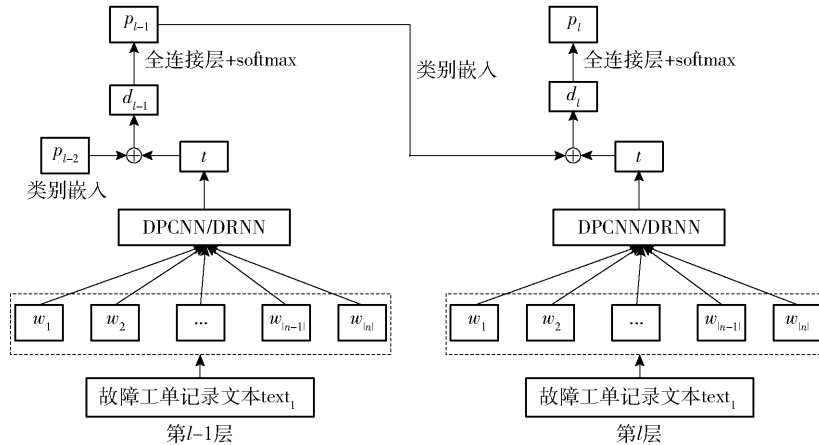 p_{l-1}
全连接层+softmax
d_{l-1}
p_{l-2}
t
类别嵌入
DPCNN/DRNN
w_1 w_2 ... w_{|n-1|} w_{|n|}
故障工单记录文本text_1
第l-1层
类别嵌入
p_l
全连接层+softmax
d_l
t
DPCNN/DRNN
w_1 w_2 ... w_{|n-1|} w_{|n|}
故障工单记录文本text_1
第l层